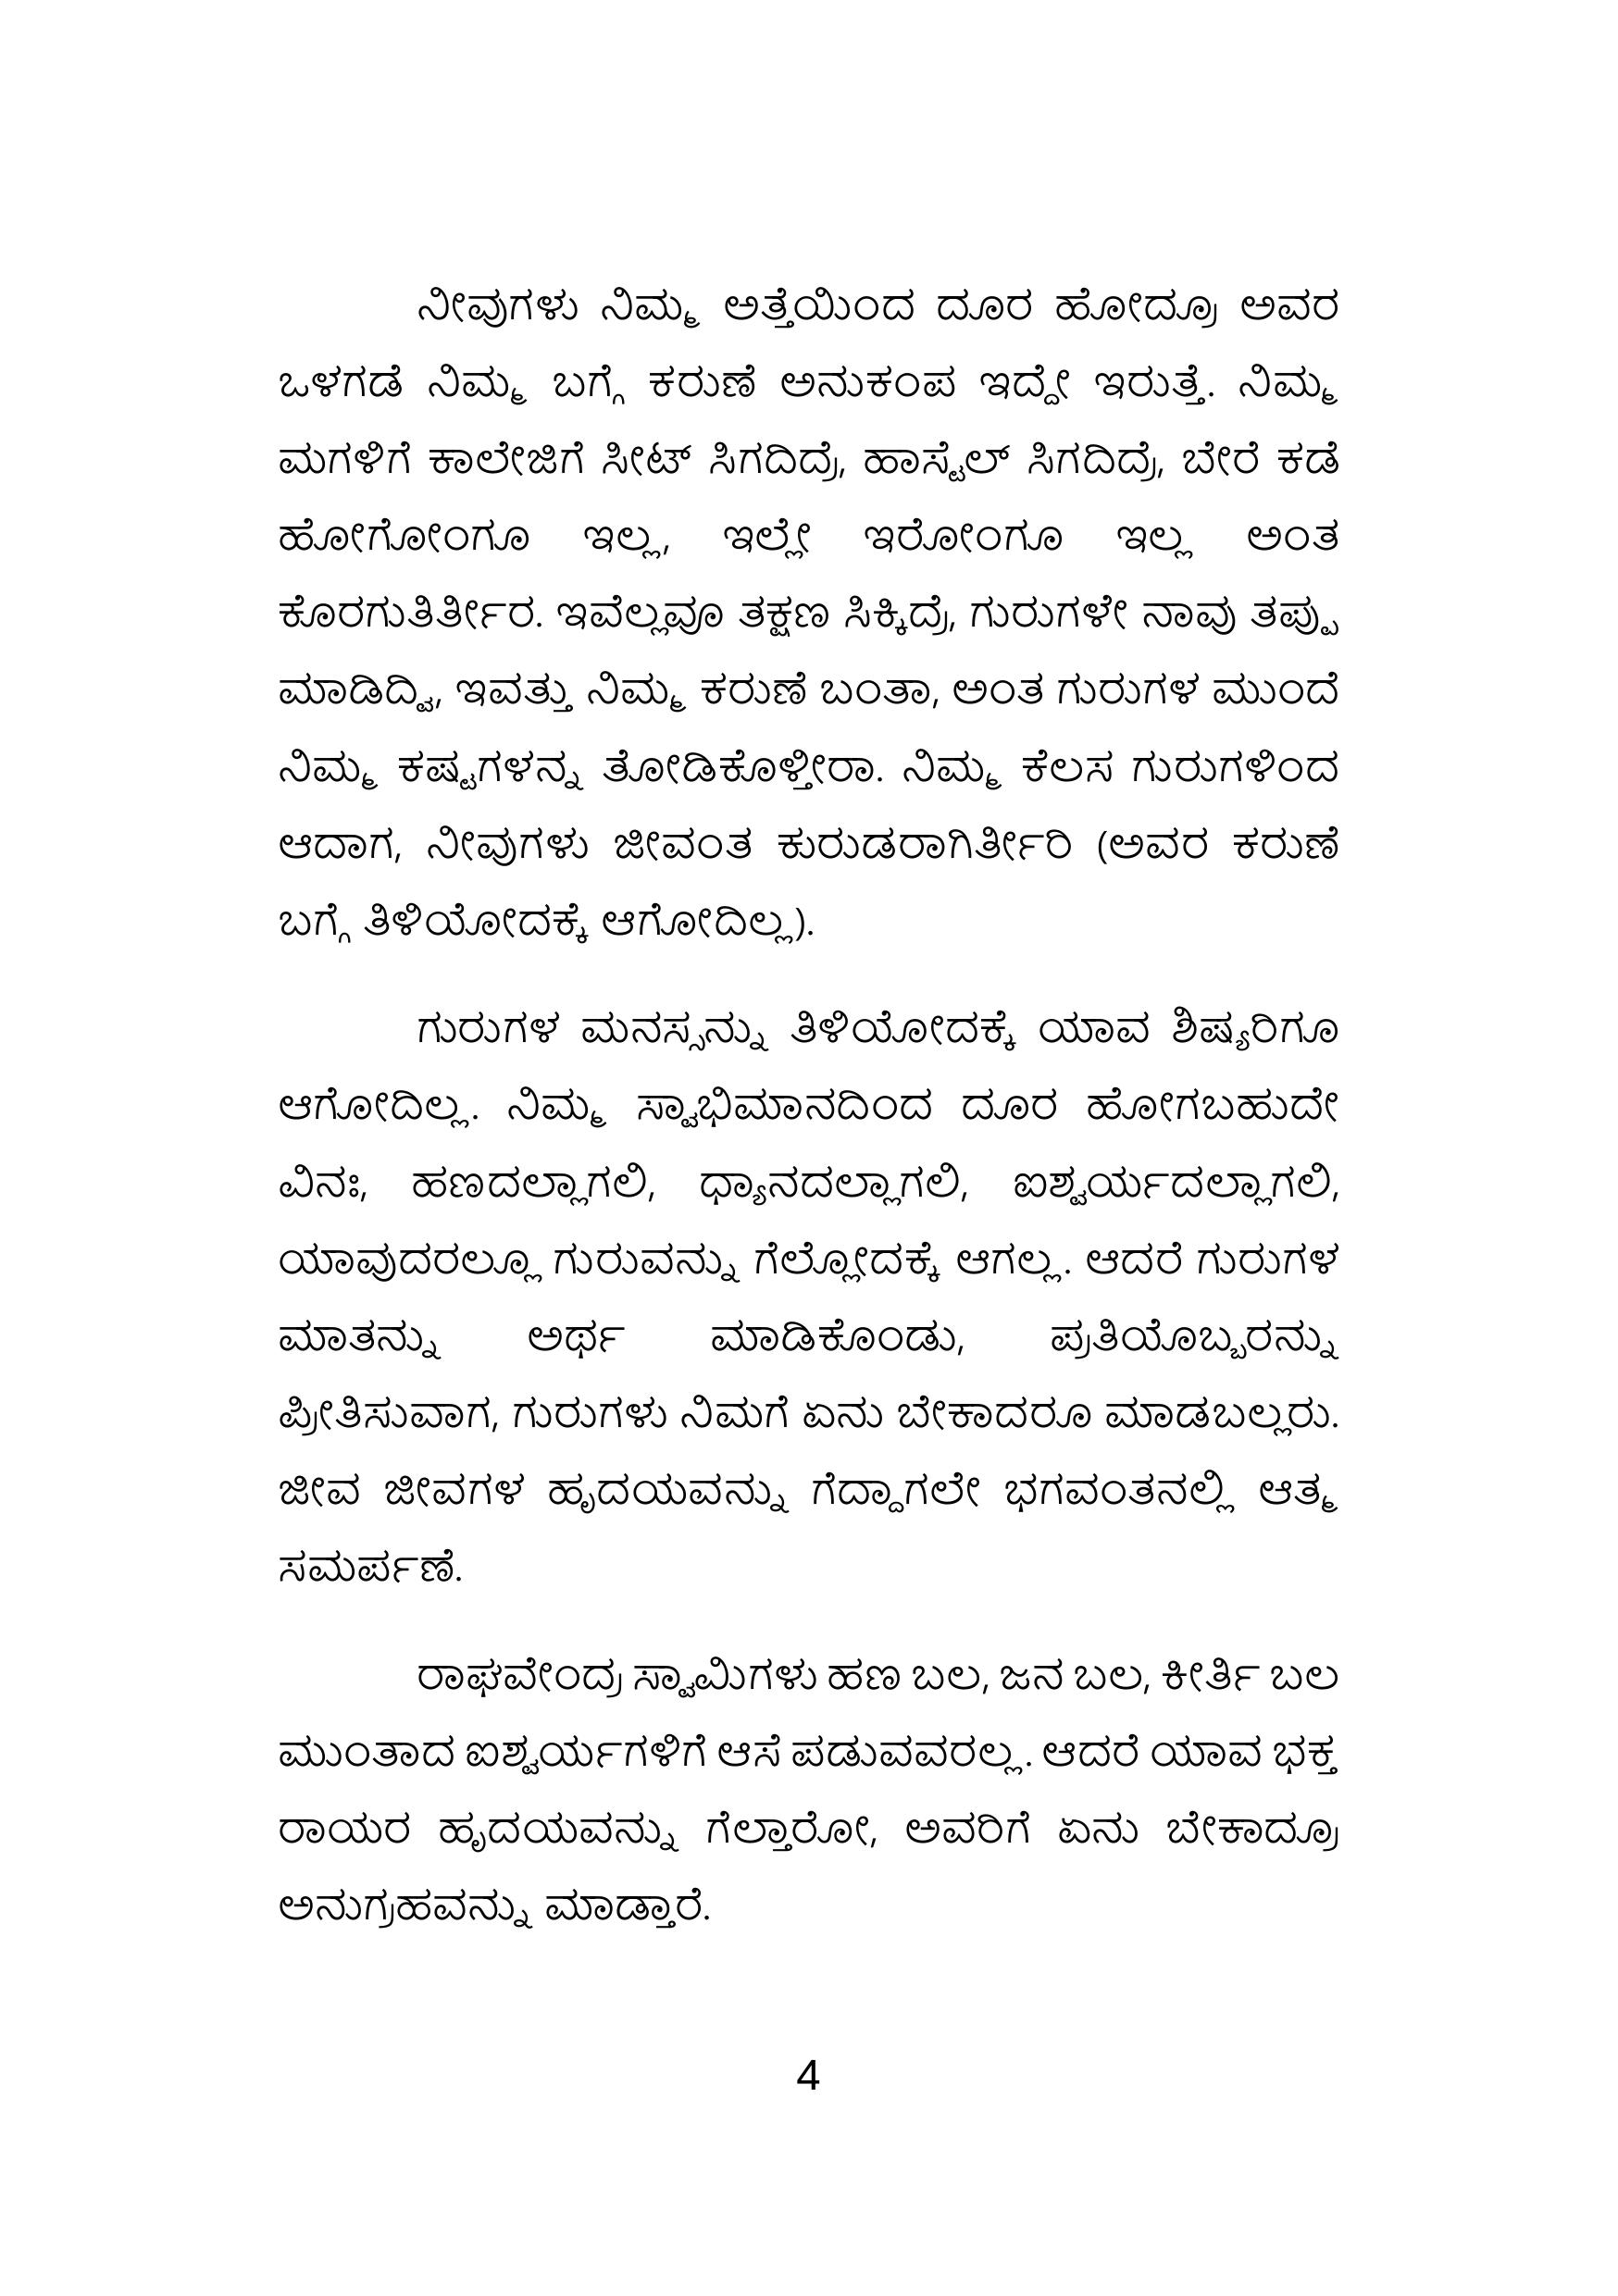 ನೀವುಗಳು ನಿಮ್ಮ ಅತ್ತೆಯಿಂದ ದೂರ ಹೋದ್ರೂ ಅವರ
ಒಳಗಡೆ ನಿಮ್ಮ ಬಗ್ಗೆ ಕರುಣೆ ಅನುಕಂಪ ಇದ್ದೇ ಇರುತ್ತೆ. ನಿಮ್ಮ
ಮಗಳಿಗೆ ಕಾಲೇಜಿಗೆ ಸೀಟ್ ಸಿಗದಿದ್ರೆ, ಹಾಸ್ಟೆಲ್ ಸಿಗದಿದ್ರೆ, ಬೇರೆ ಕಡೆ
ಹೋಗೋಂಗೂ ಇಲ್ಲ, ಇಲ್ಲೇ ಇರೋಂಗೂ ಇಲ್ಲ ಅಂತ
ಕೊರಗುತಿರ್ತೀರ. ಇವೆಲ್ಲವೂ ತಕ್ಷಣ ಸಿಕ್ಕಿದ್ರೆ, ಗುರುಗಳೇ ನಾವು ತಪ್ಪು
ಮಾಡಿದ್ವಿ, ಇವತ್ತು ನಿಮ್ಮ ಕರುಣೆ ಬಂತಾ, ಅಂತ ಗುರುಗಳ ಮುಂದೆ
ನಿಮ್ಮ ಕಷ್ಟಗಳನ್ನ ತೋಡಿಕೊಳ್ತೀರಾ. ನಿಮ್ಮ ಕೆಲಸ ಗುರುಗಳಿಂದ
ಆದಾಗ, ನೀವುಗಳು ಜೀವಂತ ಕುರುಡರಾಗಿರ್ತೀರಿ (ಅವರ ಕರುಣೆ
ಬಗ್ಗೆ ತಿಳಿಯೋದಕ್ಕೆ ಆಗೋದಿಲ್ಲ).
ಗುರುಗಳ ಮನಸ್ಸನ್ನು ತಿಳಿಯೋದಕ್ಕೆ ಯಾವ ಶಿಷ್ಯರಿಗೂ
ಆಗೋದಿಲ್ಲ. ನಿಮ್ಮ ಸ್ವಾಭಿಮಾನದಿಂದ ದೂರ ಹೋಗಬಹುದೇ
ವಿನಃ, ಹಣದಲ್ಲಾಗಲಿ, ಧ್ಯಾನದಲ್ಲಾಗಲಿ, ಐಶ್ವರ್ಯದಲ್ಲಾಗಲಿ,
ಯಾವುದರಲ್ಲೂ ಗುರುವನ್ನು ಗೆಲ್ಲೋದಕ್ಕೆ ಆಗಲ್ಲ. ಆದರೆ ಗುರುಗಳ
ಮಾತನ್ನು ಅರ್ಥ ಮಾಡಿಕೊಂಡು, ಪ್ರತಿಯೊಬ್ಬರನ್ನು
ಪ್ರೀತಿಸುವಾಗ, ಗುರುಗಳು ನಿಮಗೆ ಏನು ಬೇಕಾದರೂ ಮಾಡಬಲ್ಲರು.
ಜೀವ ಜೀವಗಳ ಹೃದಯವನ್ನು ಗೆದ್ದಾಗಲೇ ಭಗವಂತನಲ್ಲಿ ಆತ್ಮ
ಸಮರ್ಪಣೆ.
ರಾಘವೇಂದ್ರ ಸ್ವಾಮಿಗಳು ಹಣ ಬಲ, ಜನ ಬಲ, ಕೀರ್ತಿ ಬಲ
ಮುಂತಾದ ಐಶ್ವರ್ಯಗಳಿಗೆ ಆಸೆ ಪಡುವವರಲ್ಲ. ಆದರೆ ಯಾವ ಭಕ್ತ
ರಾಯರ ಹೃದಯವನ್ನು ಗೆಲ್ತಾರೋ, ಅವರಿಗೆ ಏನು ಬೇಕಾದ್ರೂ
ಅನುಗ್ರಹವನ್ನು ಮಾಡ್ತಾರೆ.
4